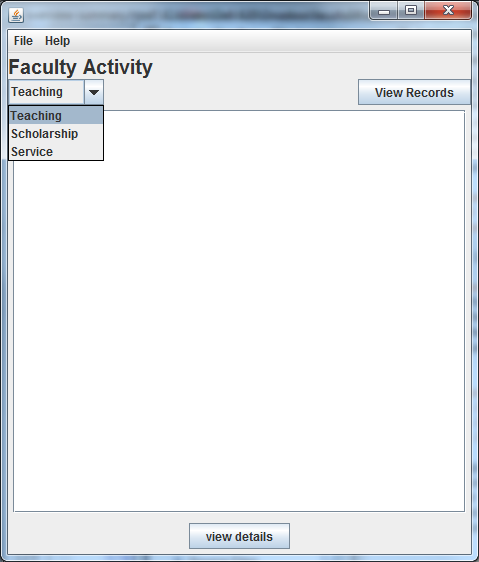 File Help
Faculty Activity
Teaching
View Records
Teaching
Scholarship
Service
view details